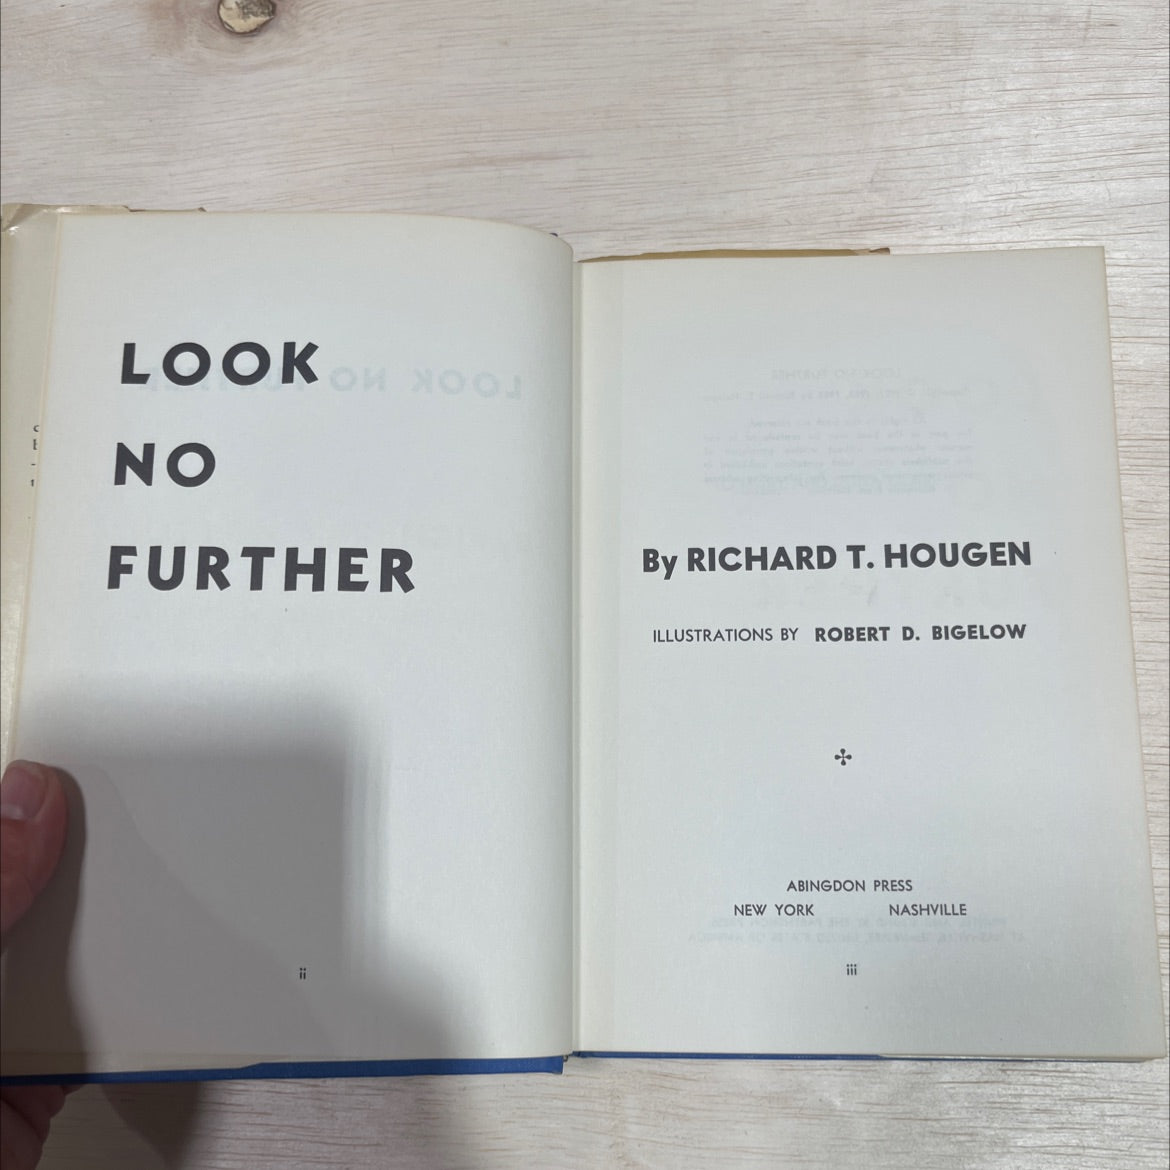 LOOK
NO
FURTHER
ii
By RICHARD T. HOUGEN
ILLUSTRATIONS BY ROBERT D. BIGELOW
ABINGDON PRESS
NEW YORK NASHVILLE
iii